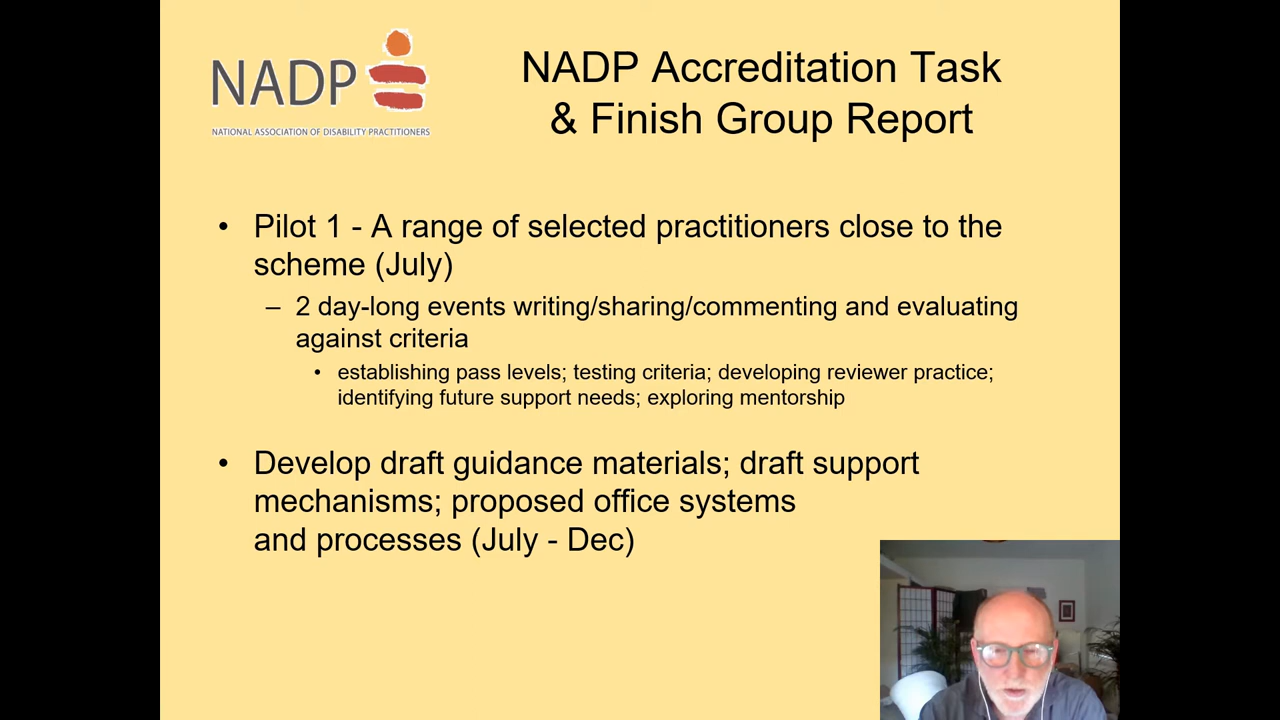 NADP
NATIONAL ASSOCIATION OF DISABILITY PRACTITIONERS
NADP Accreditation Task
& Finish Group Report
• Pilot 1 - A range of selected practitioners close to the
scheme (July)
– 2 day-long events writing/sharing/commenting and evaluating
against criteria
• establishing pass levels; testing criteria; developing reviewer practice;
identifying future support needs; exploring mentorship
• Develop draft guidance materials; draft support
mechanisms; proposed office systems
and processes (July - Dec)